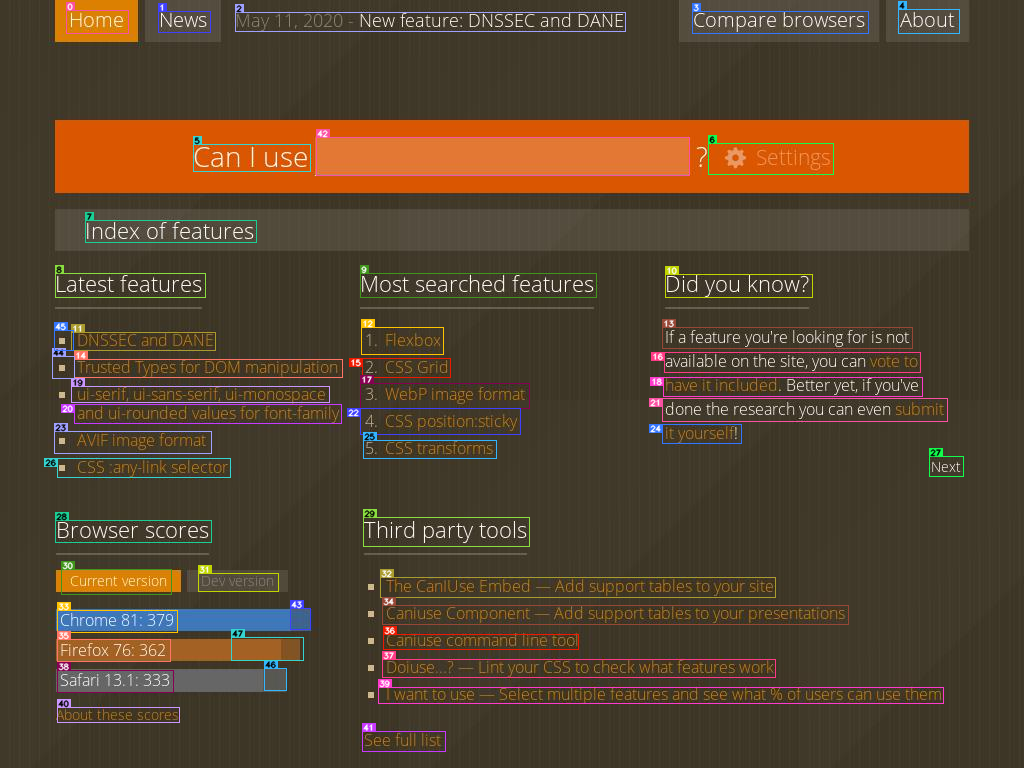 Home
News
May 11, 2020 - New feature: DNSSEC and DANE
Compare browsers
About
Can I use
?
Settings
Index of features
Latest features
DNSSEC and DANE
Trusted Types for DOM manipulation
ui-serif, ui-sans-serif, ui-monospace
and ui-rounded values for font-family
AVIF image format
CSS :any-link selector
Most searched features
1. Flexbox
2. CSS Grid
3. WebP image format
4. CSS position:sticky
5. CSS transforms
Did you know?
If a feature you're looking for is not
available on the site, you can vote to
have it included. Better yet, if you've
done the research you can even submit
it yourself!
Next
Browser scores
Current version
Dev version
Chrome 81: 379
Firefox 76: 362
Safari 13.1: 333
About these scores
Third party tools
The CanIUse Embed — Add support tables to your site
Caniuse Component — Add support tables to your presentations
Caniuse command line tool
Doiuse...? — Lint your CSS to check what features work
I want to use — Select multiple features and see what % of users can use them
See full list
0
1
2
3
4
5
42
6
7
8
9
10
45
11
12
13
44
14
15
16
19
17
18
20
22
21
23
25
24
26
27
28
29
30
31
32
33
43
34
35
47
36
38
46
37
40
39
41